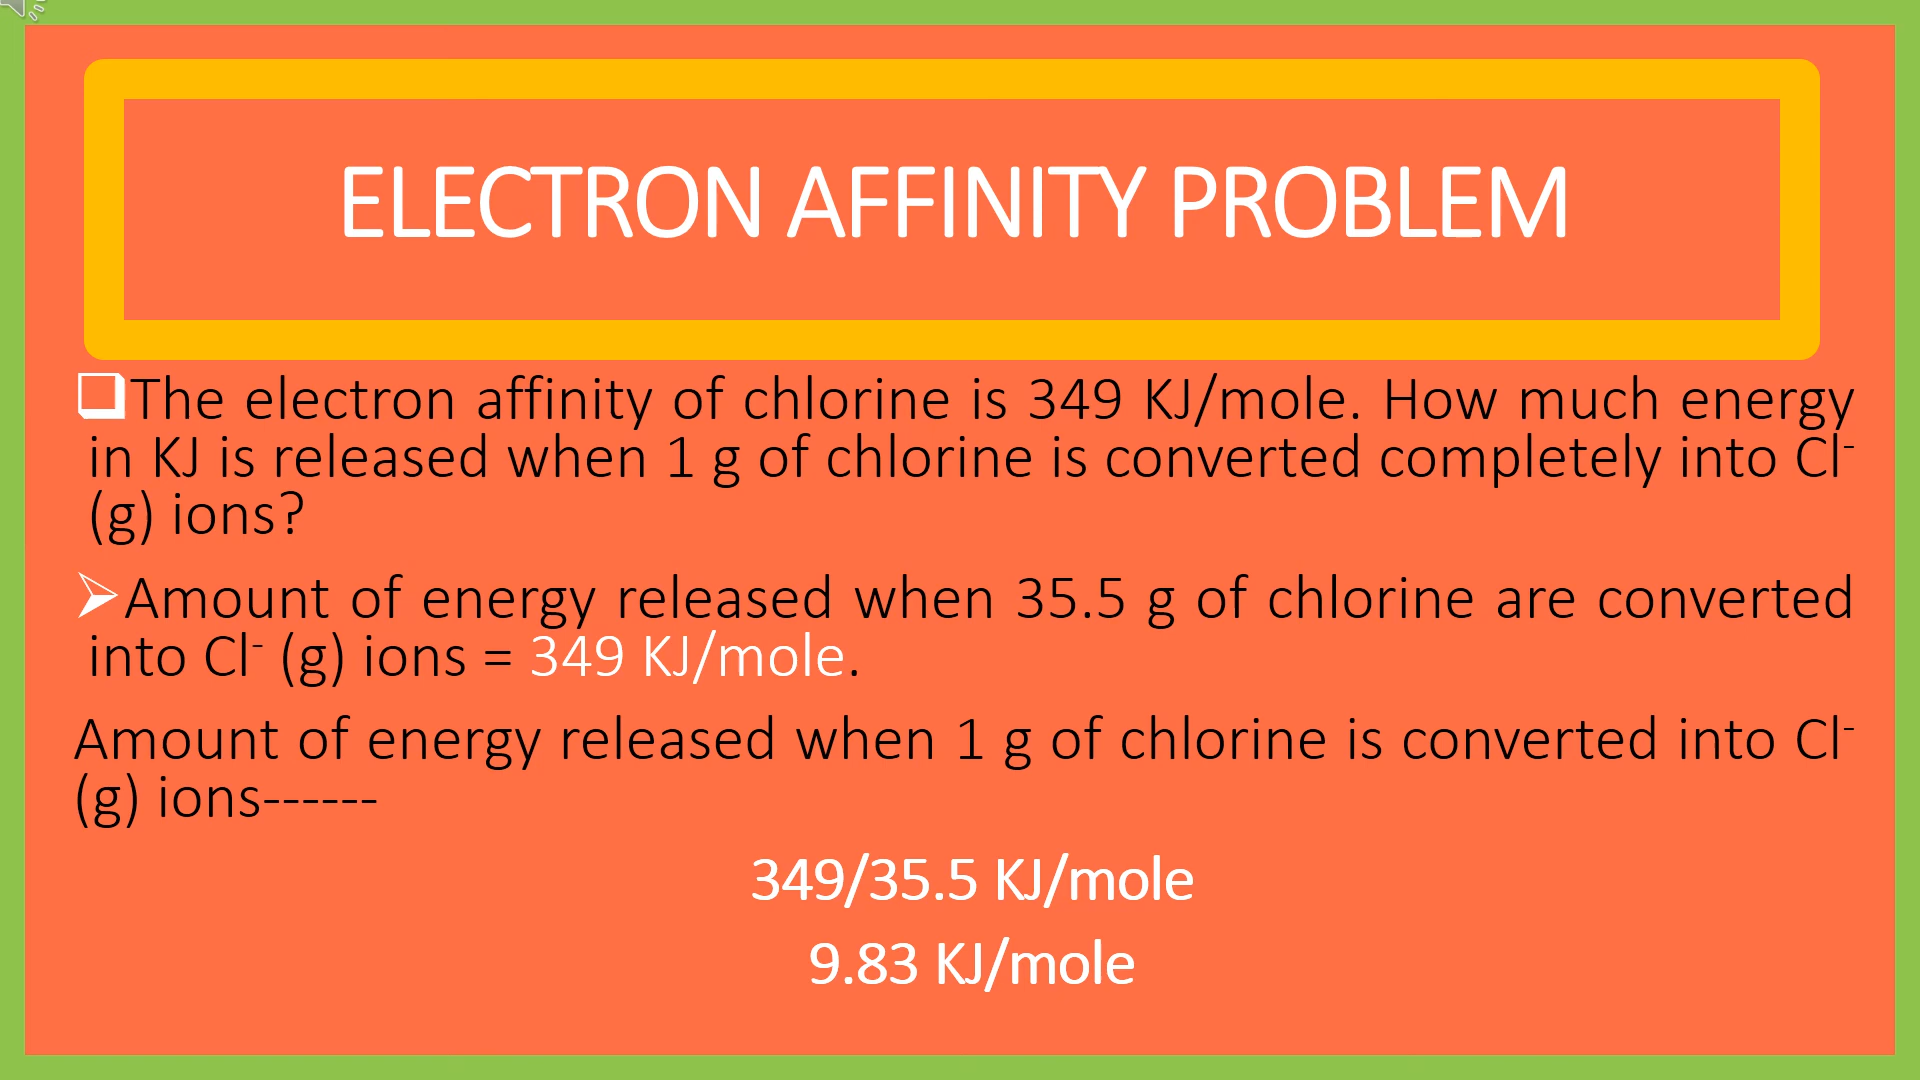 ELECTRON AFFINITY PROBLEM
The electron affinity of chlorine is 349 KJ/mole. How much energy
in KJ is released when 1 g of chlorine is converted completely into Cl⁻
(g) ions?
Amount of energy released when 35.5 g of chlorine are converted
into Cl⁻ (g) ions = 349 KJ/mole.
Amount of energy released when 1 g of chlorine is converted into Cl⁻
(g) ions------
349/35.5 KJ/mole
9.83 KJ/mole